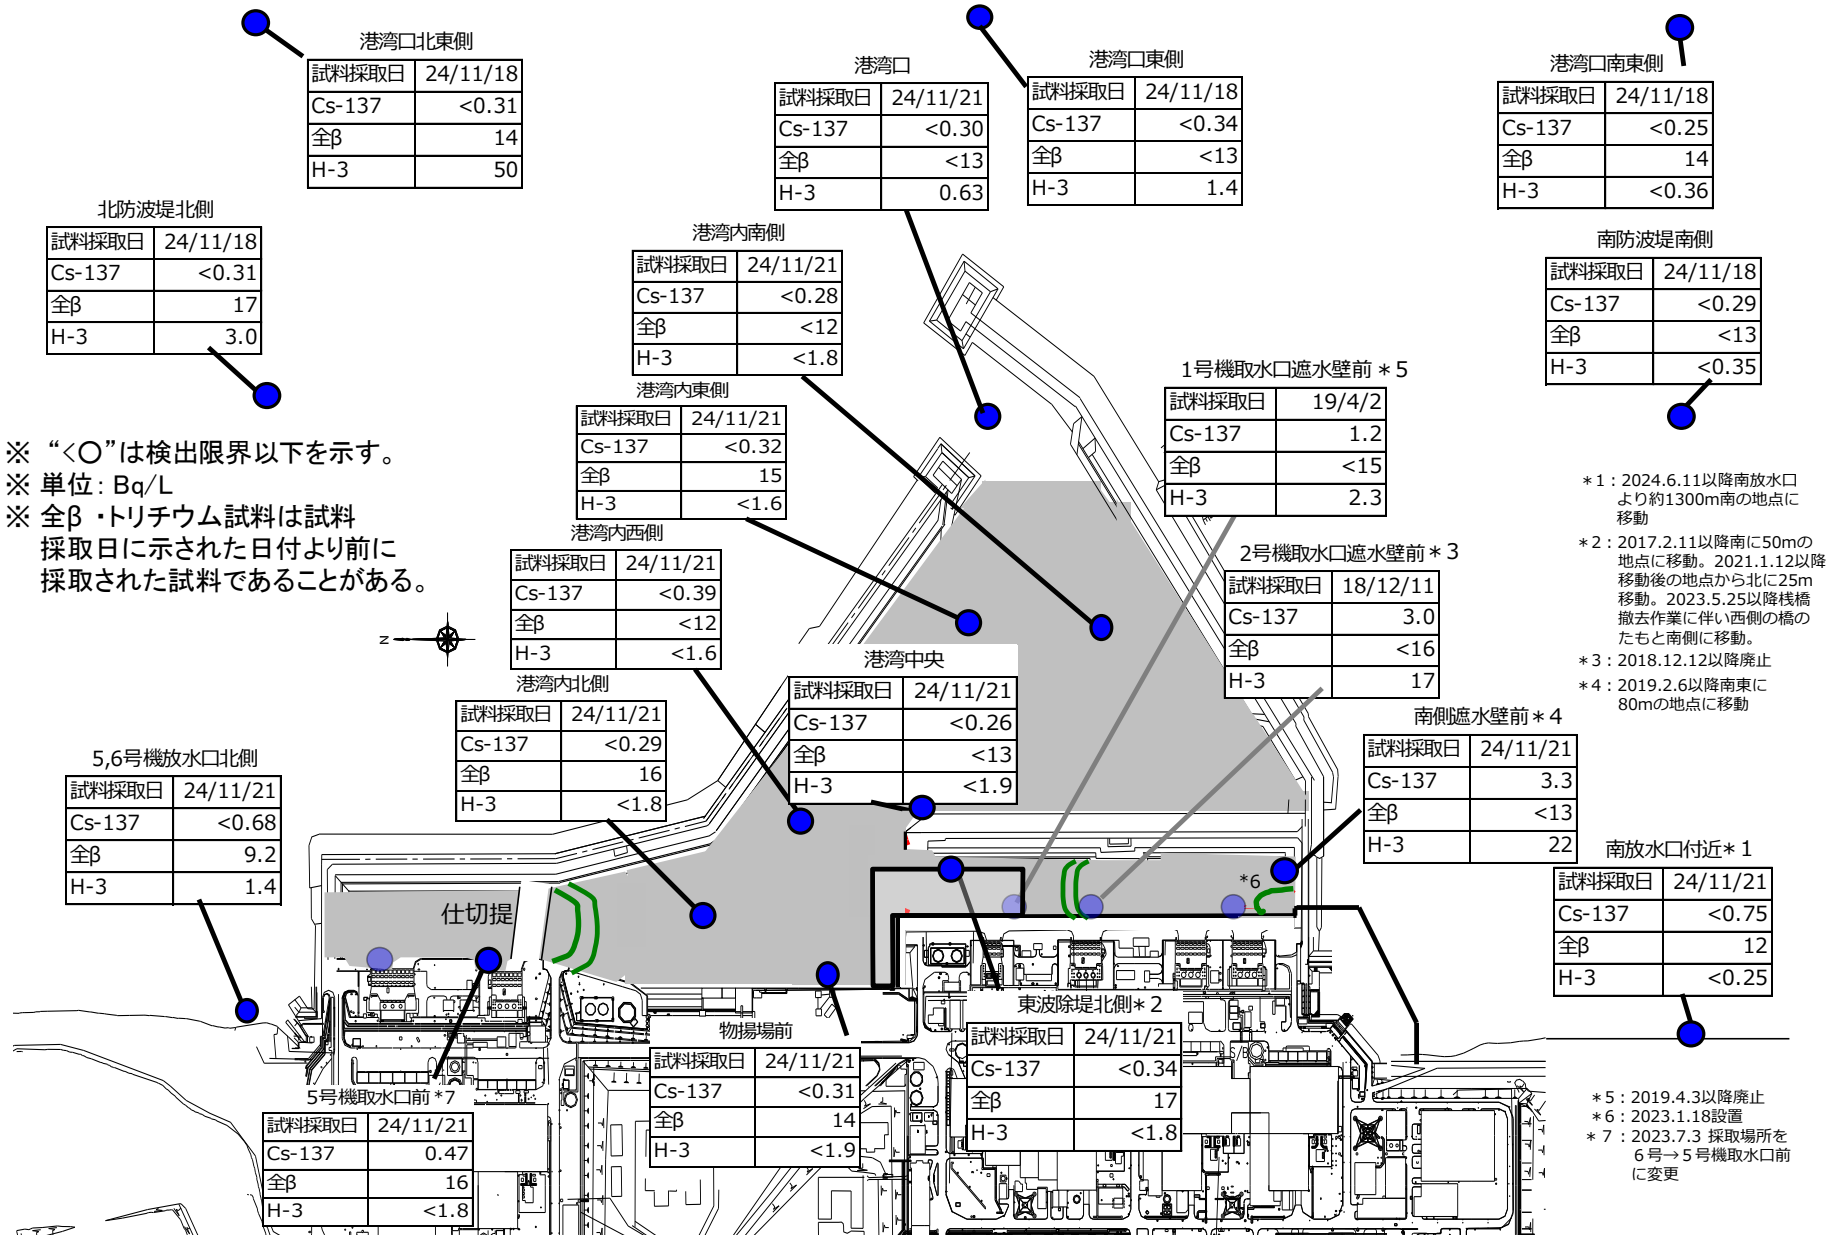 港湾口北東側
試料採取日 24/11/18
Cs-137 <0.31
全β 14
H-3 50
港湾口
試料採取日 24/11/21
Cs-137 <0.30
全β <13
H-3 0.63
港湾口東側
試料採取日 24/11/18
Cs-137 <0.34
全β <13
H-3 1.4
港湾口南東側
試料採取日 24/11/18
Cs-137 <0.25
全β 14
H-3 <0.36
北防波堤北側
試料採取日 24/11/18
Cs-137 <0.31
全β 17
H-3 3.0
港湾内南側
試料採取日 24/11/21
Cs-137 <0.28
全β <12
H-3 <1.8
南防波堤南側
試料採取日 24/11/18
Cs-137 <0.29
全β <13
H-3 <0.35
港湾内東側
試料採取日 24/11/21
Cs-137 <0.32
全β 15
H-3 <1.6
1号機取水口遮水壁前＊5
試料採取日 19/4/2
Cs-137 1.2
全β <15
H-3 2.3
※ “<○”は検出限界以下を示す。
※ 単位：Bq/L
※ 全β・トリチウム試料は試料
採取日に示された日付より前に
採取された試料であることがある。
港湾内西側
試料採取日 24/11/21
Cs-137 <0.39
全β <12
H-3 <1.6
2号機取水口遮水壁前＊3
試料採取日 18/12/11
Cs-137 3.0
全β <16
H-3 17
＊1：2024.6.11以降南放水口
より約1300m南の地点に
移動
＊2：2017.2.11以降南に50mの
地点に移動。2021.1.12以降
移動後の地点から北に25m
移動。2023.5.25以降桟橋
撤去作業に伴い西側の橋の
たもと南側に移動。
＊3：2018.12.12以降廃止
＊4：2019.2.6以降南東に
80mの地点に移動
Z
港湾中央
試料採取日 24/11/21
Cs-137 <0.26
全β <13
H-3 <1.9
港湾内北側
試料採取日 24/11/21
Cs-137 <0.29
全β 16
H-3 <1.8
南側遮水壁前＊4
試料採取日 24/11/21
Cs-137 3.3
全β <13
H-3 22
5,6号機放水口北側
試料採取日 24/11/21
Cs-137 <0.68
全β 9.2
H-3 1.4
南放水口付近＊1
試料採取日 24/11/21
Cs-137 <0.75
全β 12
H-3 <0.25
仕切提
*6
東波除堤北側＊2
試料採取日 24/11/21
Cs-137 <0.34
全β 17
H-3 <1.8
S/B
物揚場前
試料採取日 24/11/21
Cs-137 <0.31
全β 14
H-3 <1.9
5号機取水口前*7
試料採取日 24/11/21
Cs-137 0.47
全β 16
H-3 <1.8
＊5：2019.4.3以降廃止
＊6：2023.1.18設置
＊7：2023.7.3 採取場所を
６号→５号機取水口前
に変更